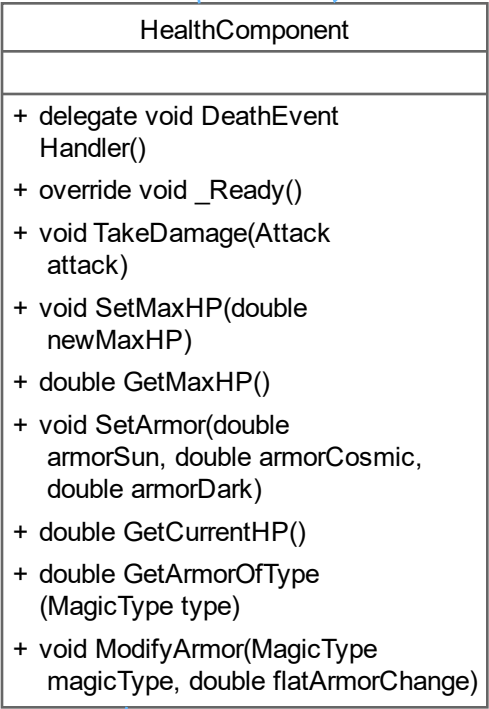 HealthComponent
+ delegate void DeathEvent
Handler()
+ override void _Ready()
+ void TakeDamage(Attack
attack)
+ void SetMaxHP(double
newMaxHP)
+ double GetMaxHP()
+ void SetArmor(double
armorSun, double armorCosmic,
double armorDark)
+ double GetCurrentHP()
+ double GetArmorOfType
(MagicType type)
+ void ModifyArmor(MagicType
magicType, double flatArmorChange)